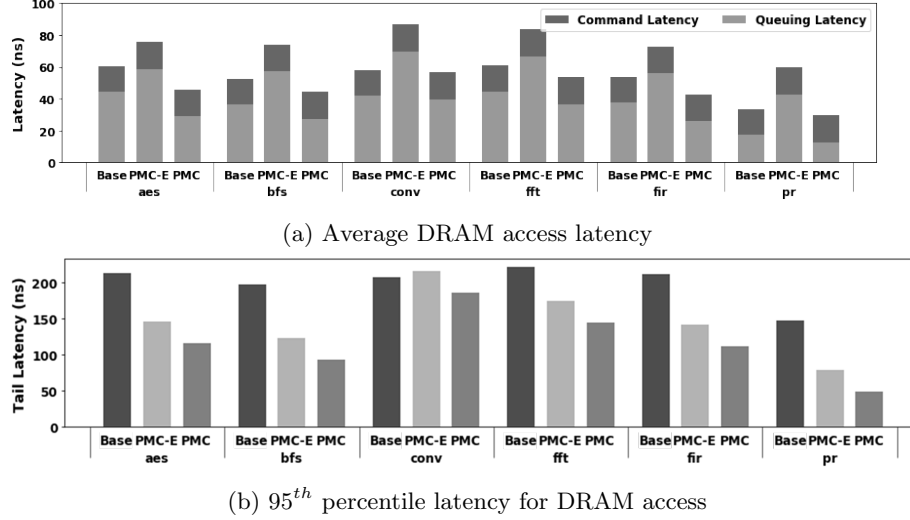 100
80
60
40
20
0
Latency (ns)
Command Latency Queuing Latency
Base PMC-E PMC Base PMC-E PMC Base PMC-E PMC Base PMC-E PMC Base PMC-E PMC Base PMC-E PMC
aes bfs conv fft fir pr
(a) Average DRAM access latency
200
150
100
50
0
Tail Latency (ns)
Base PMC-E PMC Base PMC-E PMC Base PMC-E PMC Base PMC-E PMC Base PMC-E PMC Base PMC-E PMC
aes bfs conv fft fir pr
(b) 95th percentile latency for DRAM access